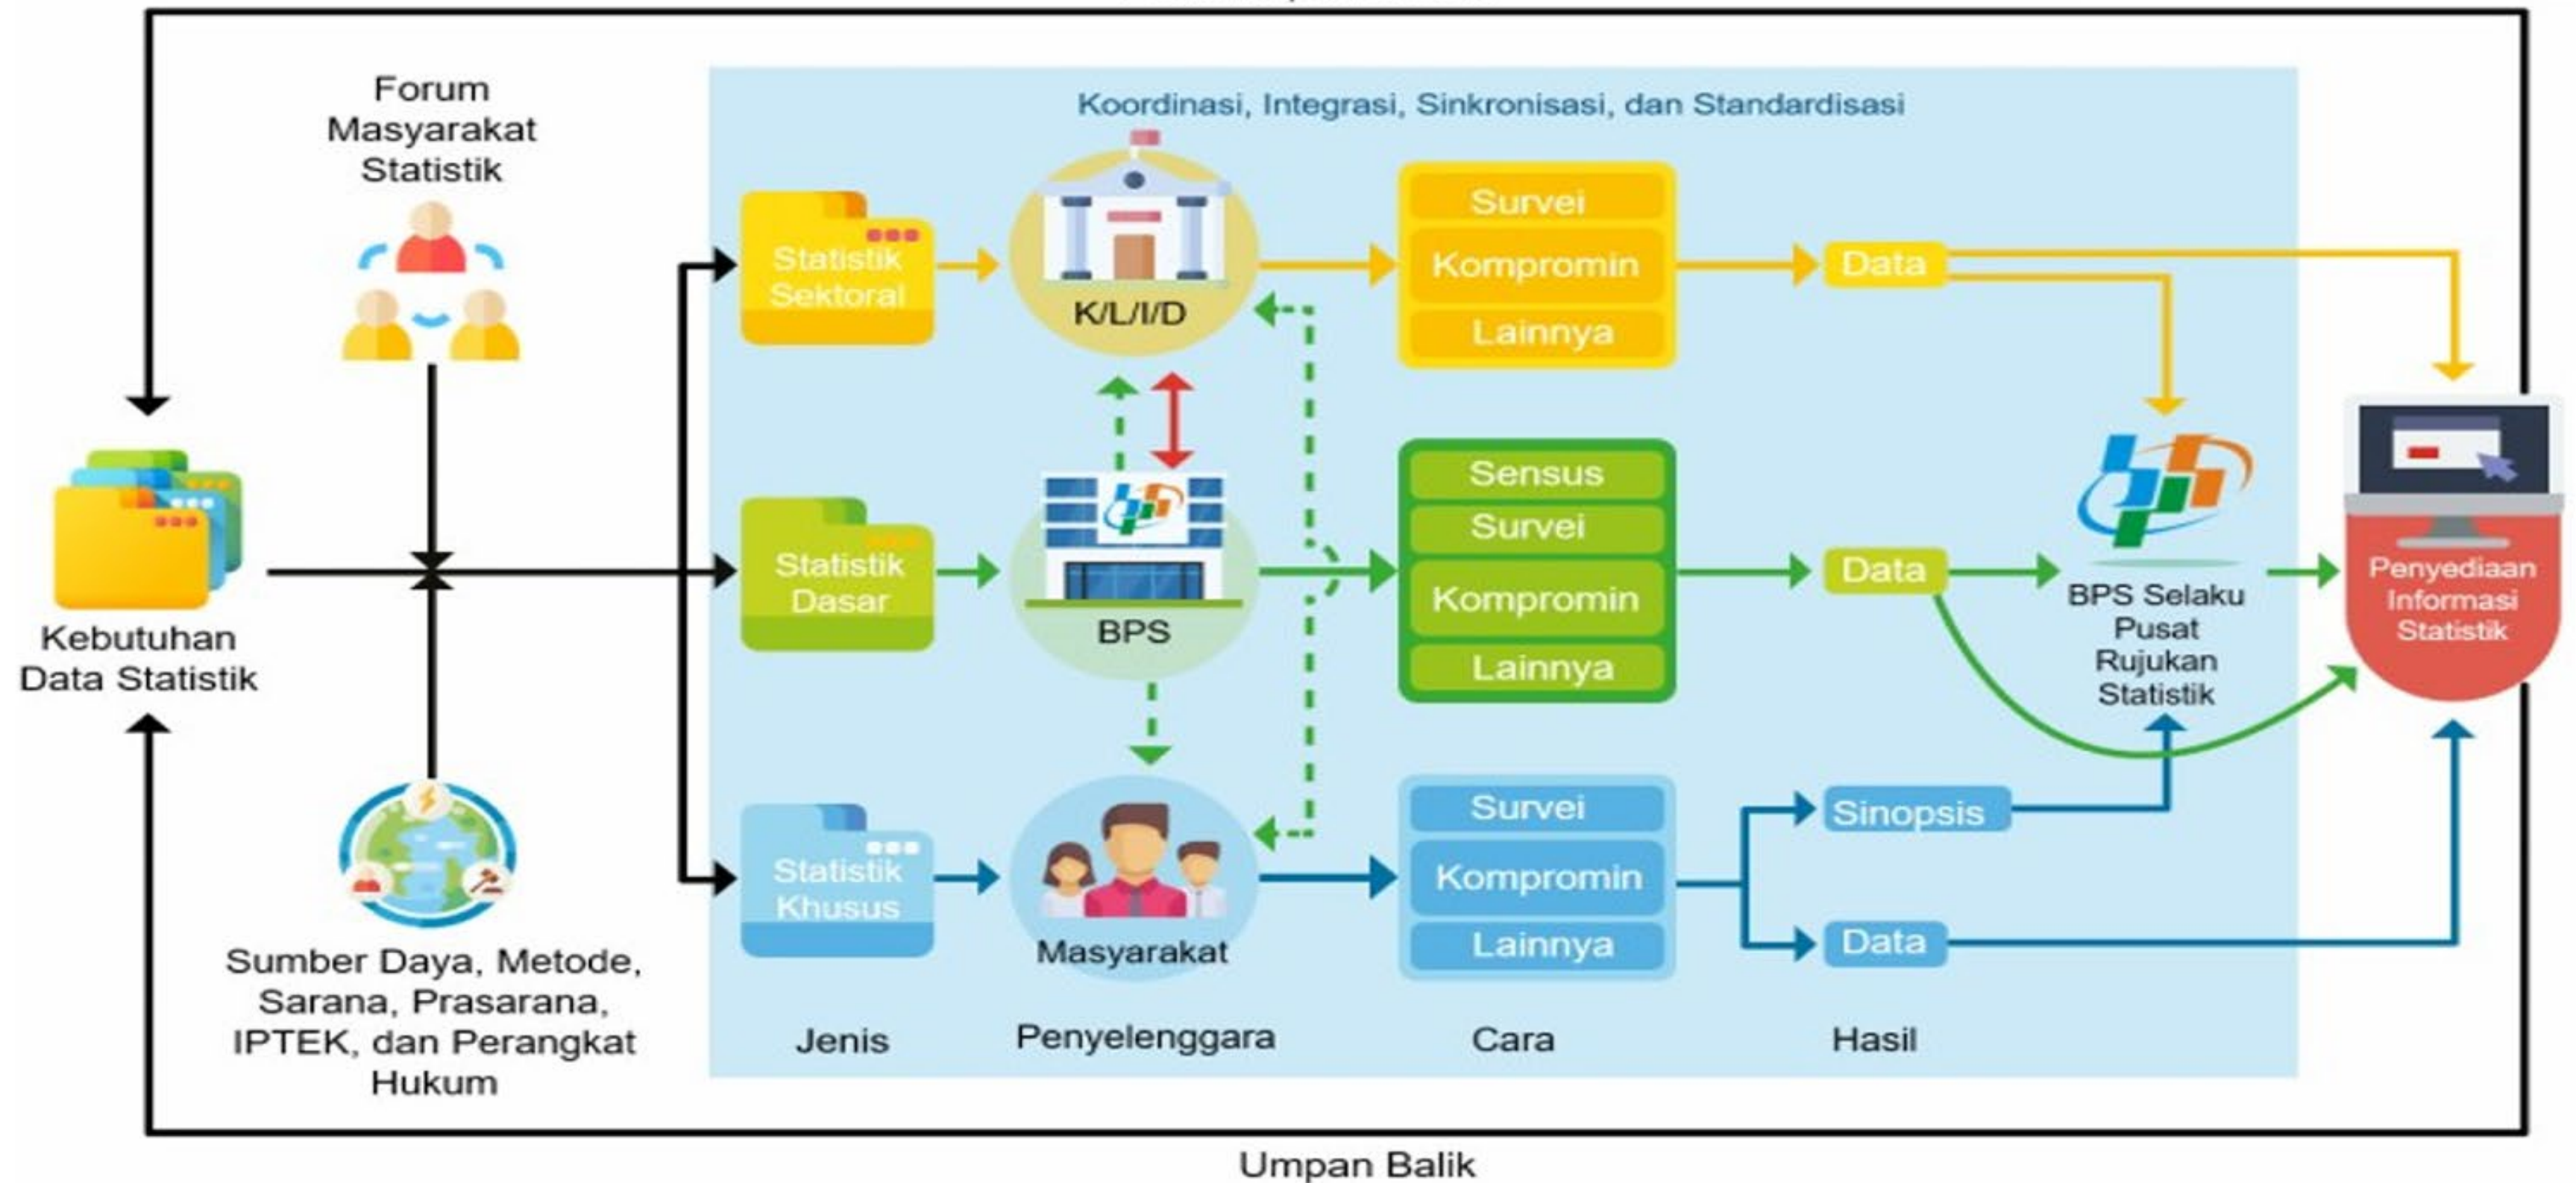 Forum
Masyarakat
Statistik
Koordinasi, Integrasi, Sinkronisasi, dan Standardisasi
Statistik
Sektoral
K/L/I/D
Survei
Kompromin
Lainnya
Data
Kebutuhan
Data Statistik
Statistik
Dasar
BPS
Sensus
Survei
Kompromin
Lainnya
Data
BPS Selaku
Pusat
Rujukan
Statistik
Penyediaan
Informasi
Statistik
Sumber Daya, Metode,
Sarana, Prasarana,
IPTEK, dan Perangkat
Hukum
Statistik
Khusus
Masyarakat
Survei
Kompromin
Lainnya
Sinopsis
Data
Jenis
Penyelenggara
Cara
Hasil
Umpan Balik